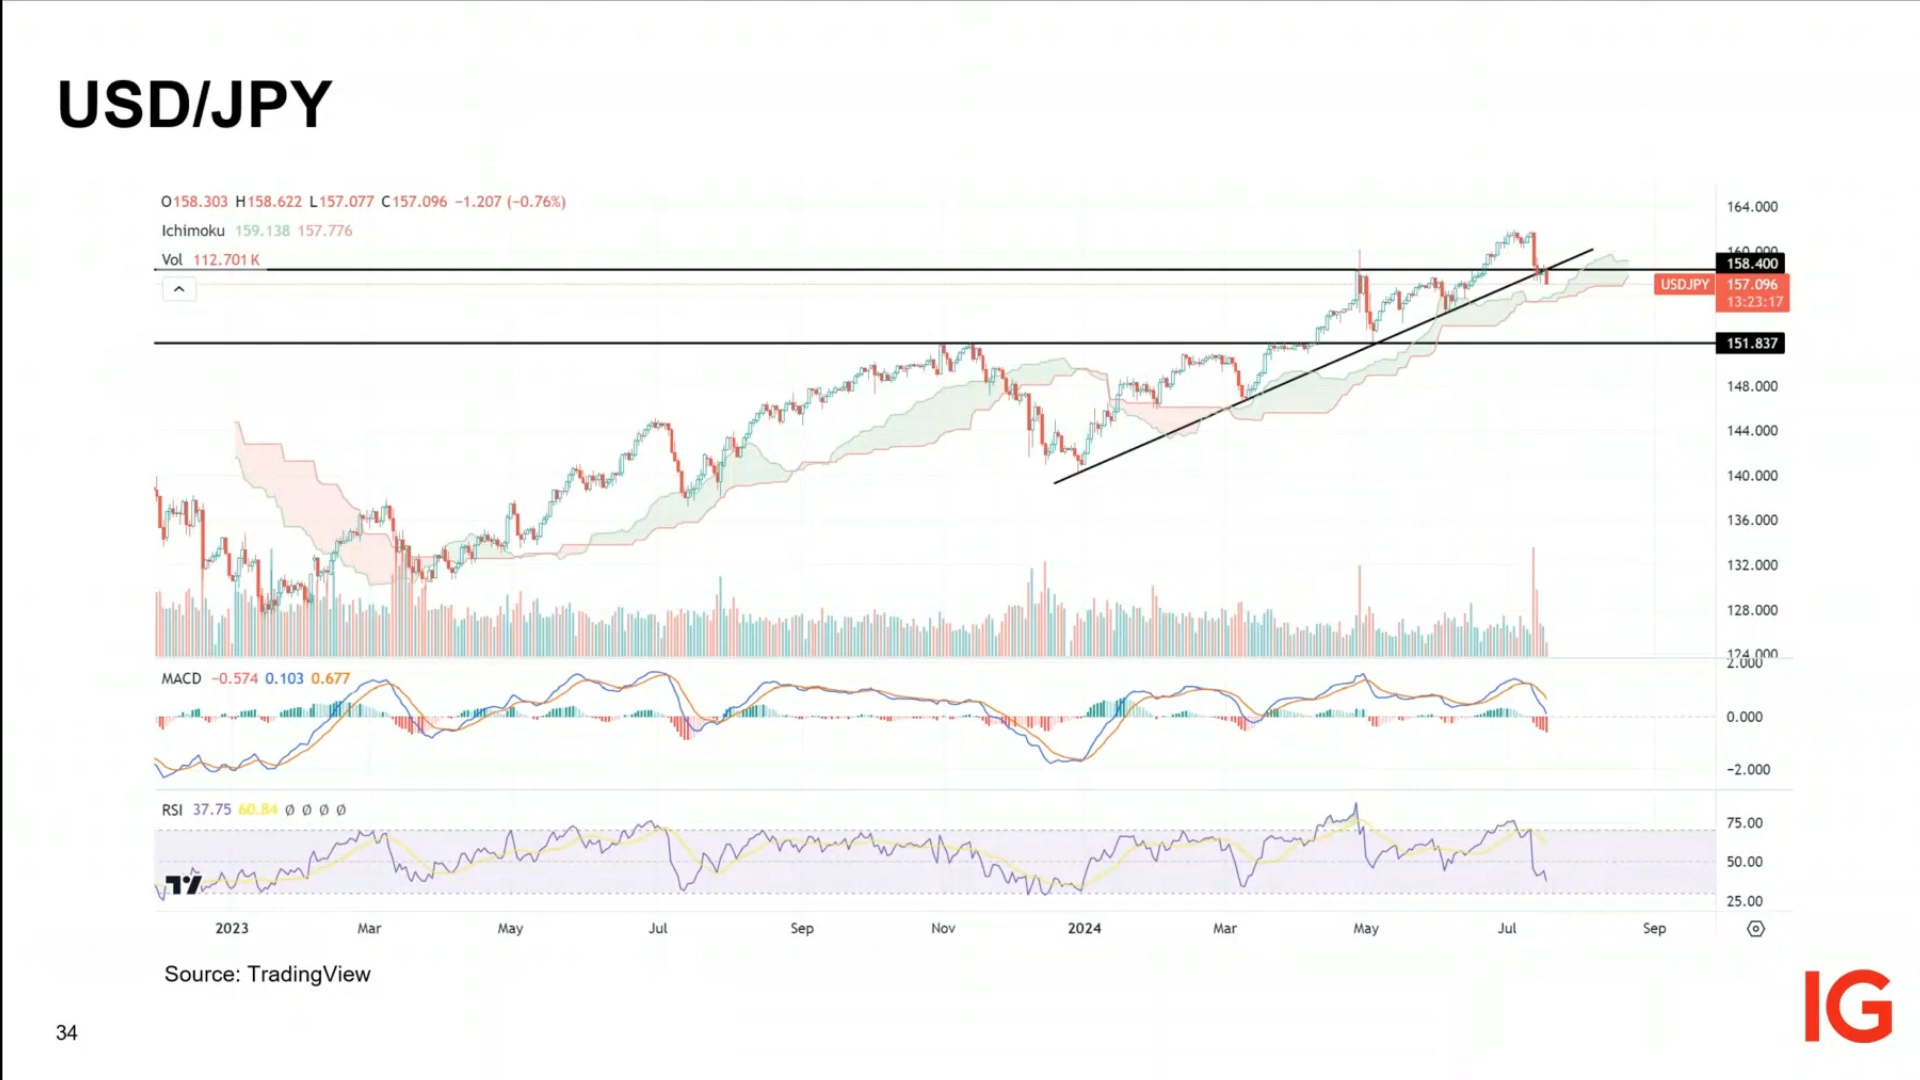 USD/JPY
O158.303 H158.622 L157.077 C157.096 −1.207 (−0.76%)
Ichimoku 159.138 157.776
Vol 112.701 K
164.000
160.000
158.400
USDJPY 157.096
13:23:17
151.837
148.000
144.000
140.000
136.000
132.000
128.000
124.000
2.000
MACD −0.574 0.103 0.677
0.000
−2.000
RSI 37.75 60.84 Ø Ø Ø Ø
75.00
50.00
25.00
2023 Mar May Jul Sep Nov 2024 Mar May Jul Sep
Source: TradingView
34
IG